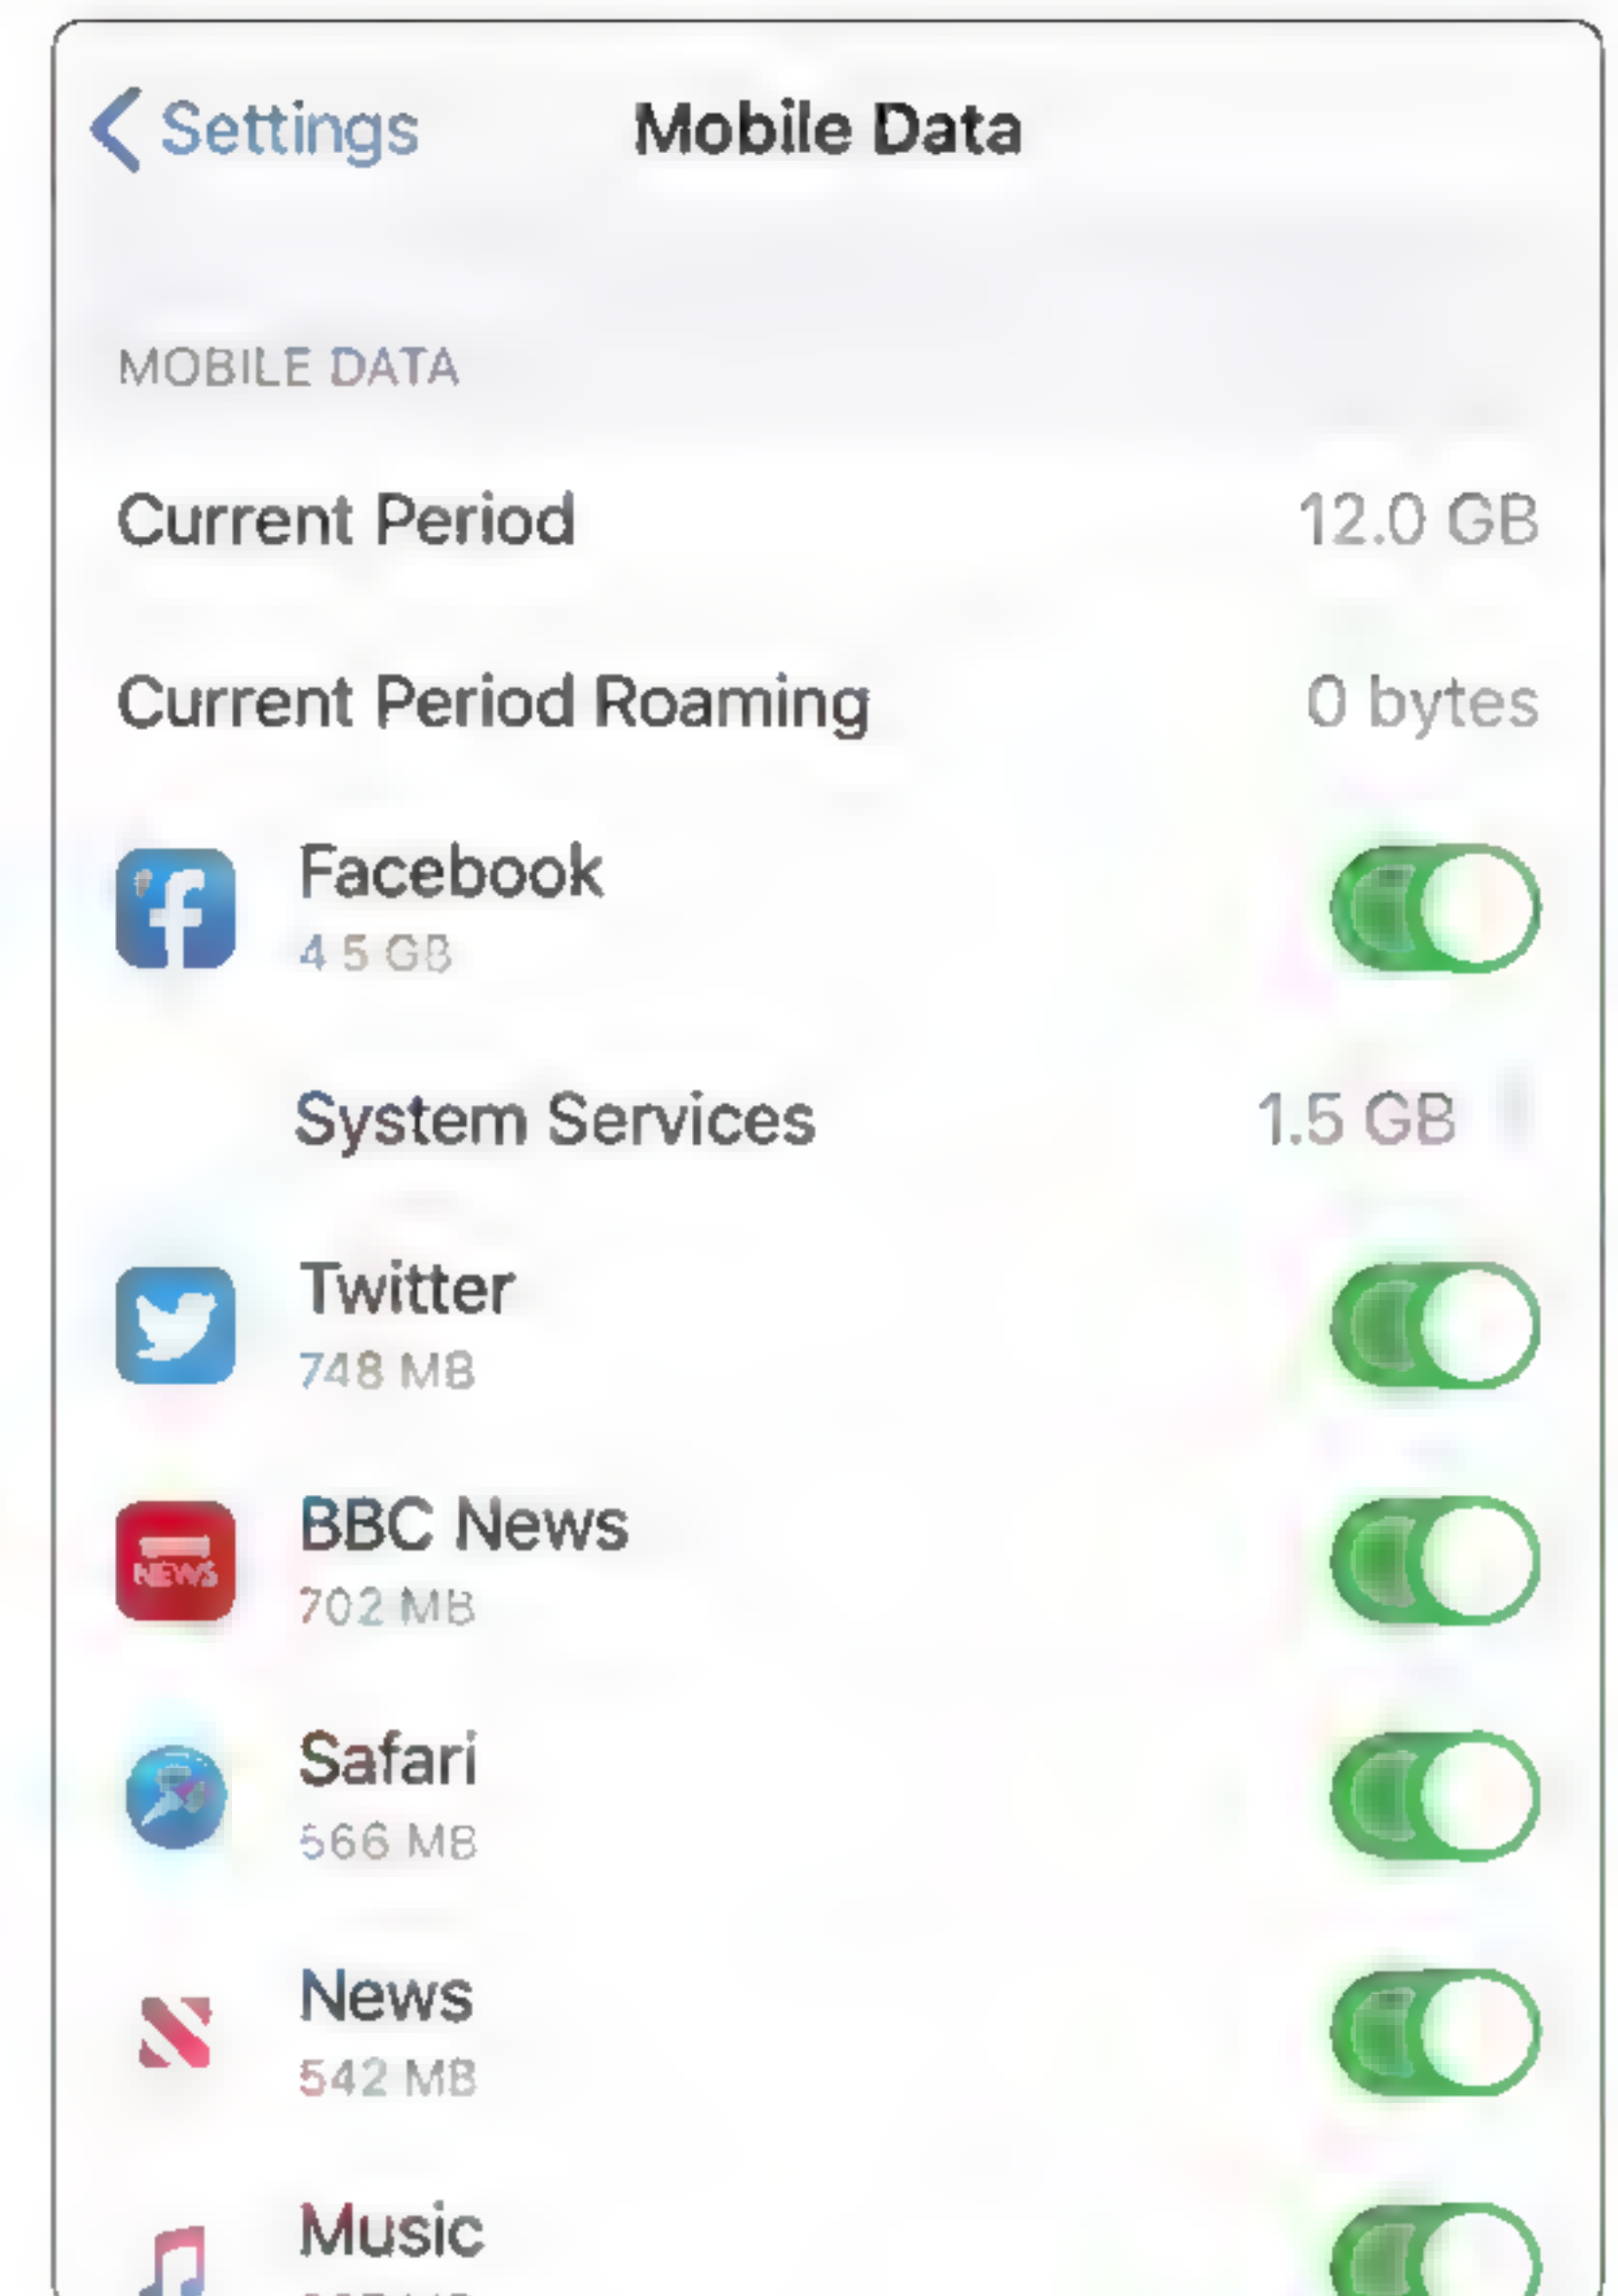 Settings
Mobile Data
MOBILE DATA
Current Period 12.0 GB
Current Period Roaming 0 bytes
Facebook
4.5 GB
System Services 1.5 GB
Twitter
748 MB
NEWS
BBC News
702 MB
Safari
566 MB
News
542 MB
Music